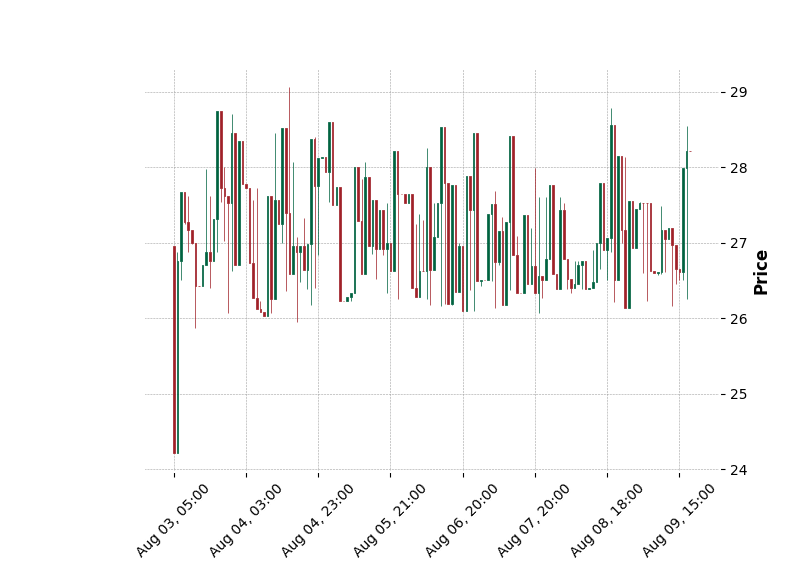 29
28
27
26
25
24
Price
Aug 03, 05:00
Aug 04, 03:00
Aug 04, 23:00
Aug 05, 21:00
Aug 06, 20:00
Aug 07, 20:00
Aug 08, 18:00
Aug 09, 15:00